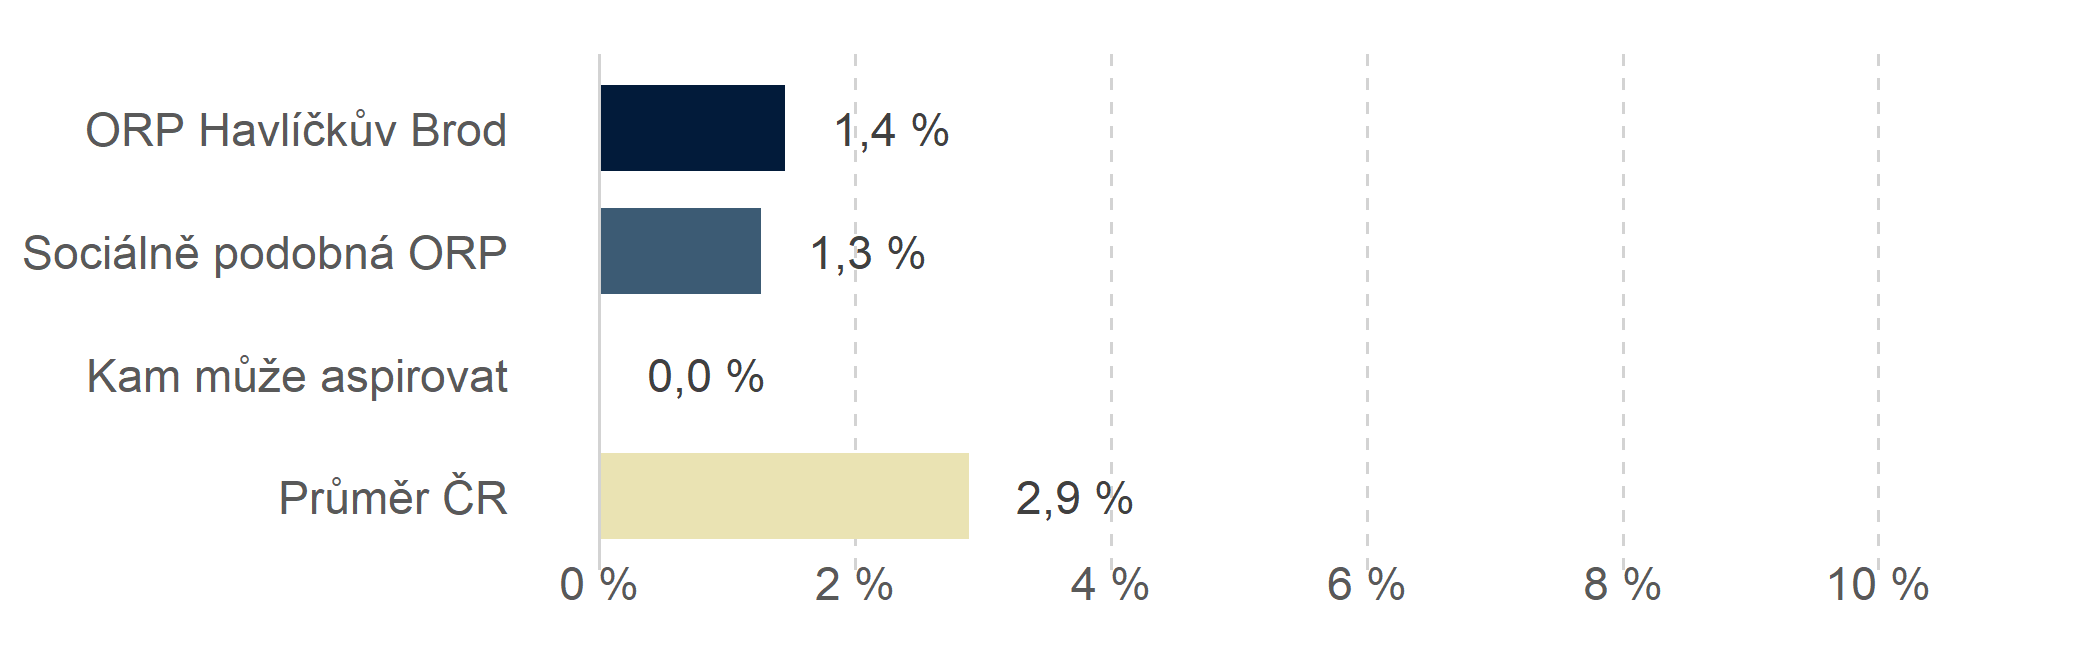 ORP Havlíčkův Brod 1,4 %
Sociálně podobná ORP 1,3 %
Kam může aspirovat 0,0 %
Průměr ČR 2,9 %
0 % 2 % 4 % 6 % 8 % 10 %